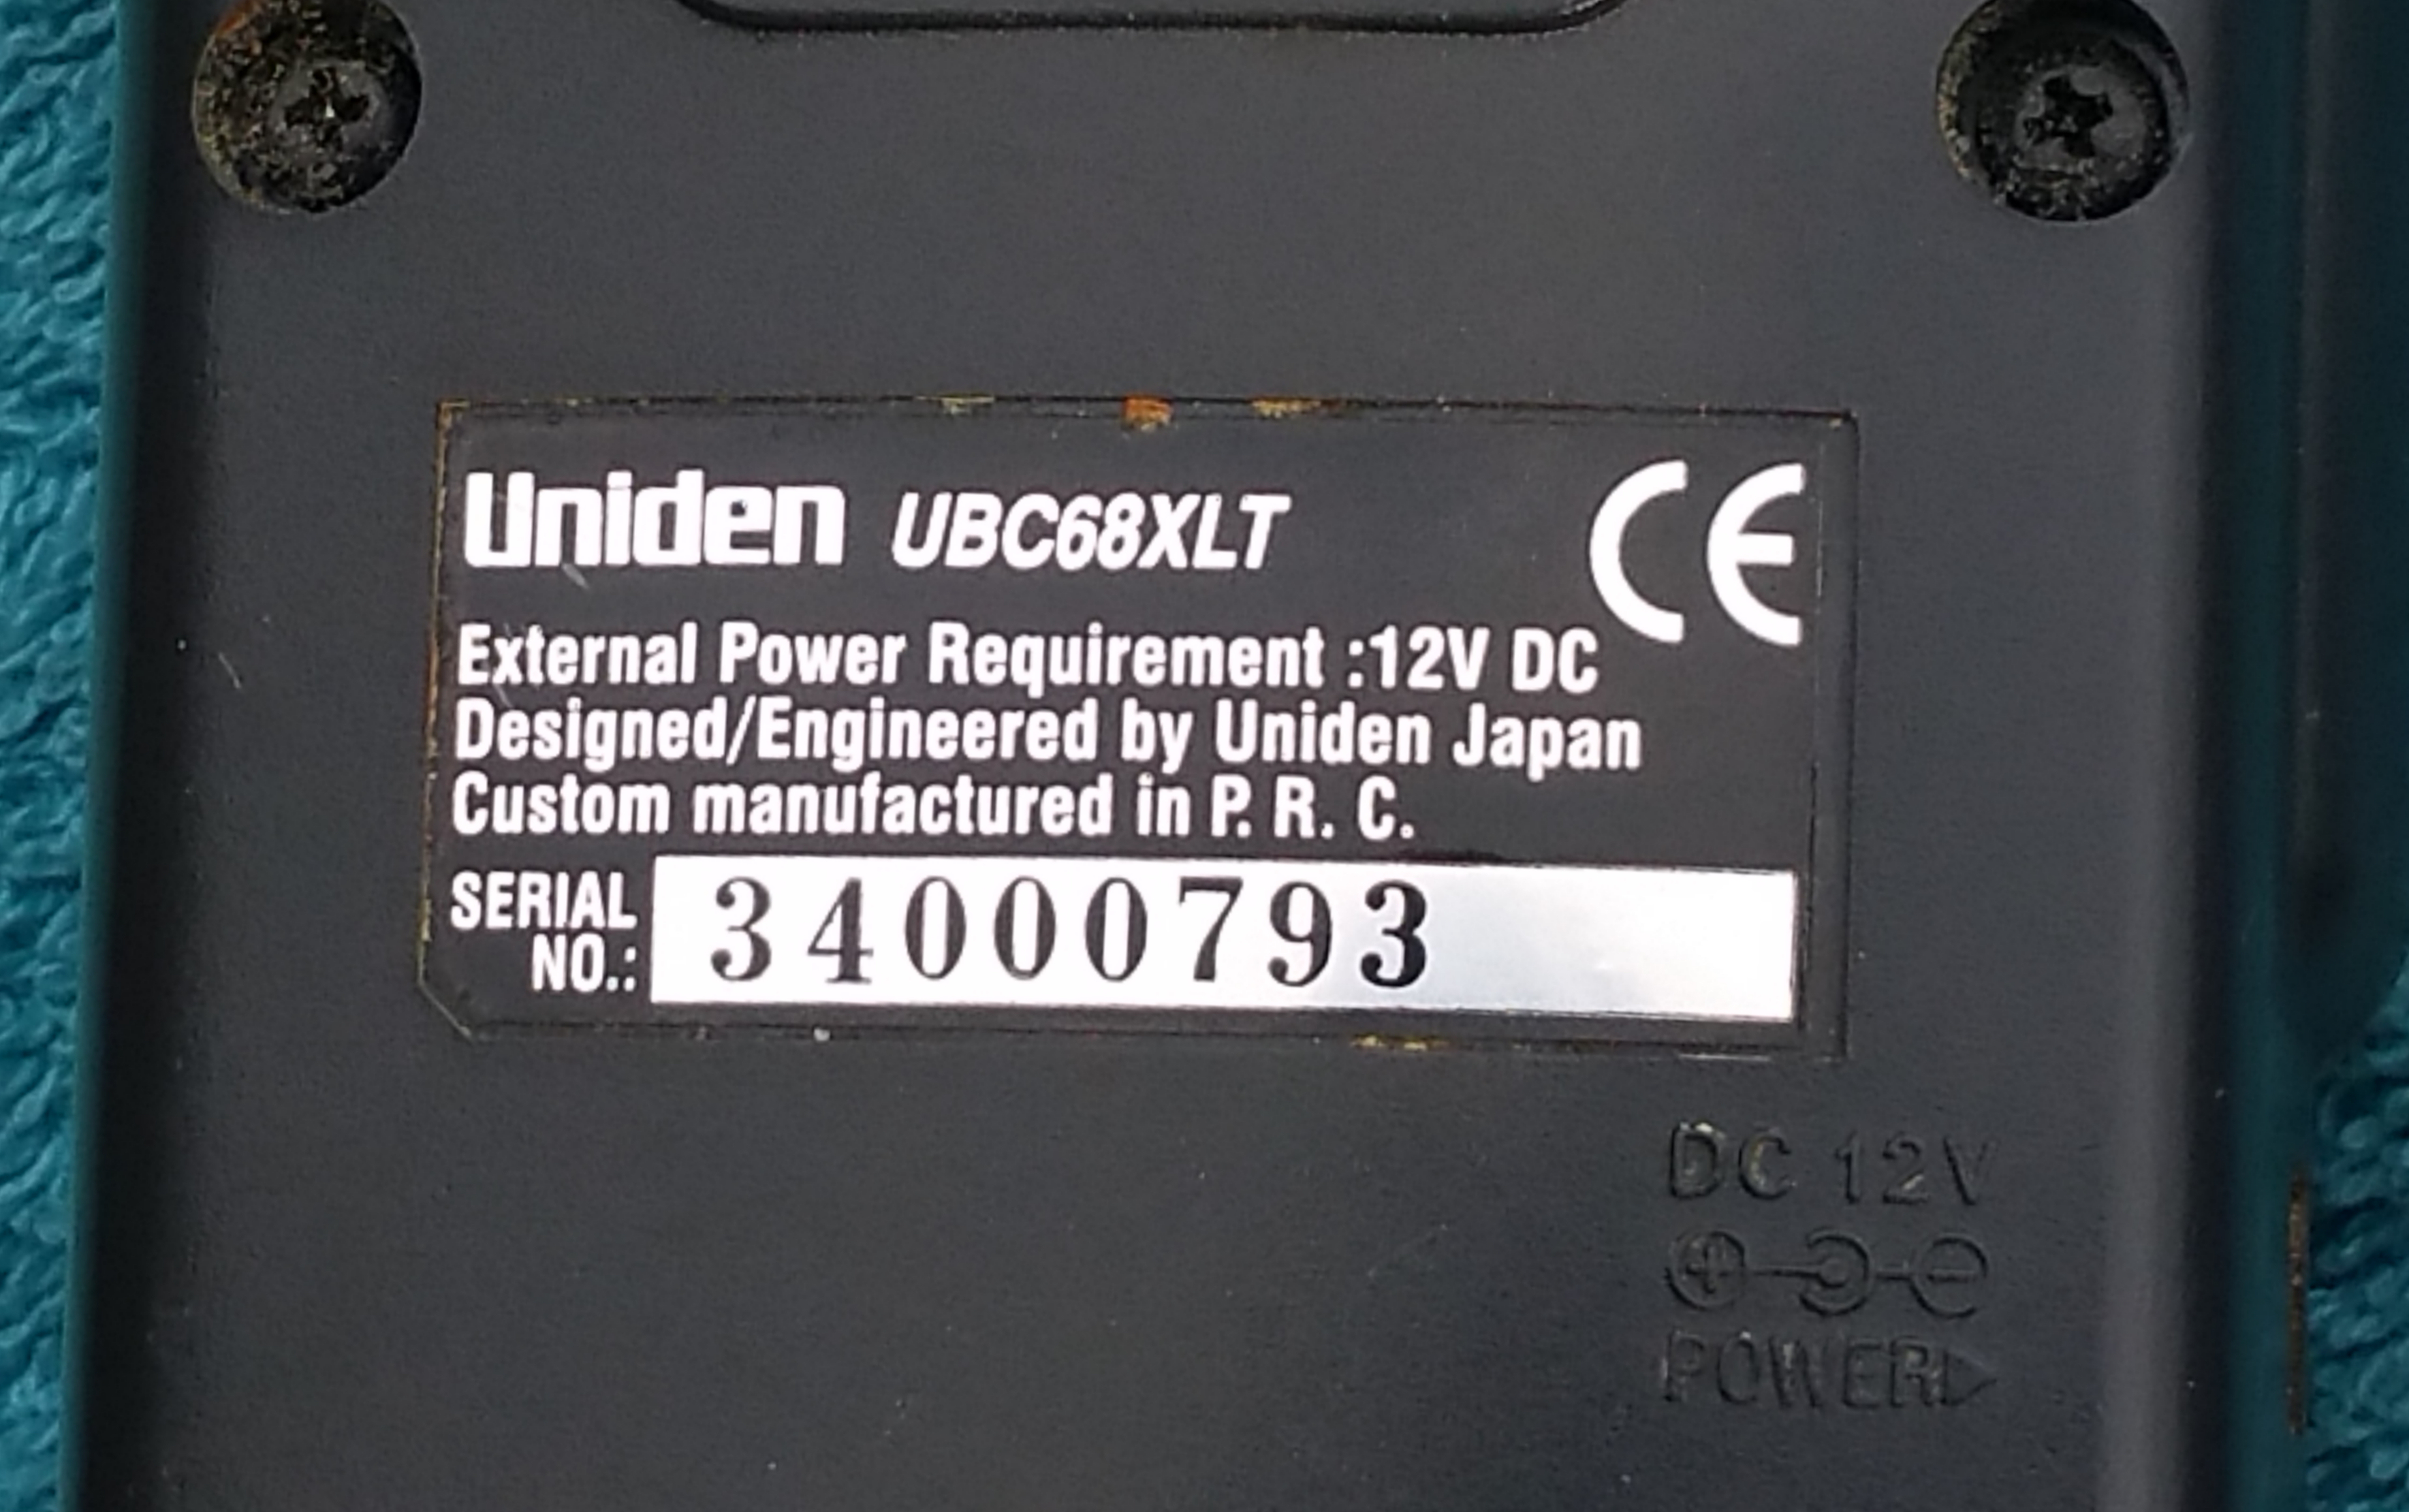 Uniden UBC68XLT CE
External Power Requirement :12V DC
Designed/Engineered by Uniden Japan
Custom manufactured in P. R. C.
SERIAL NO.: 34000793
DC 12V
POWER